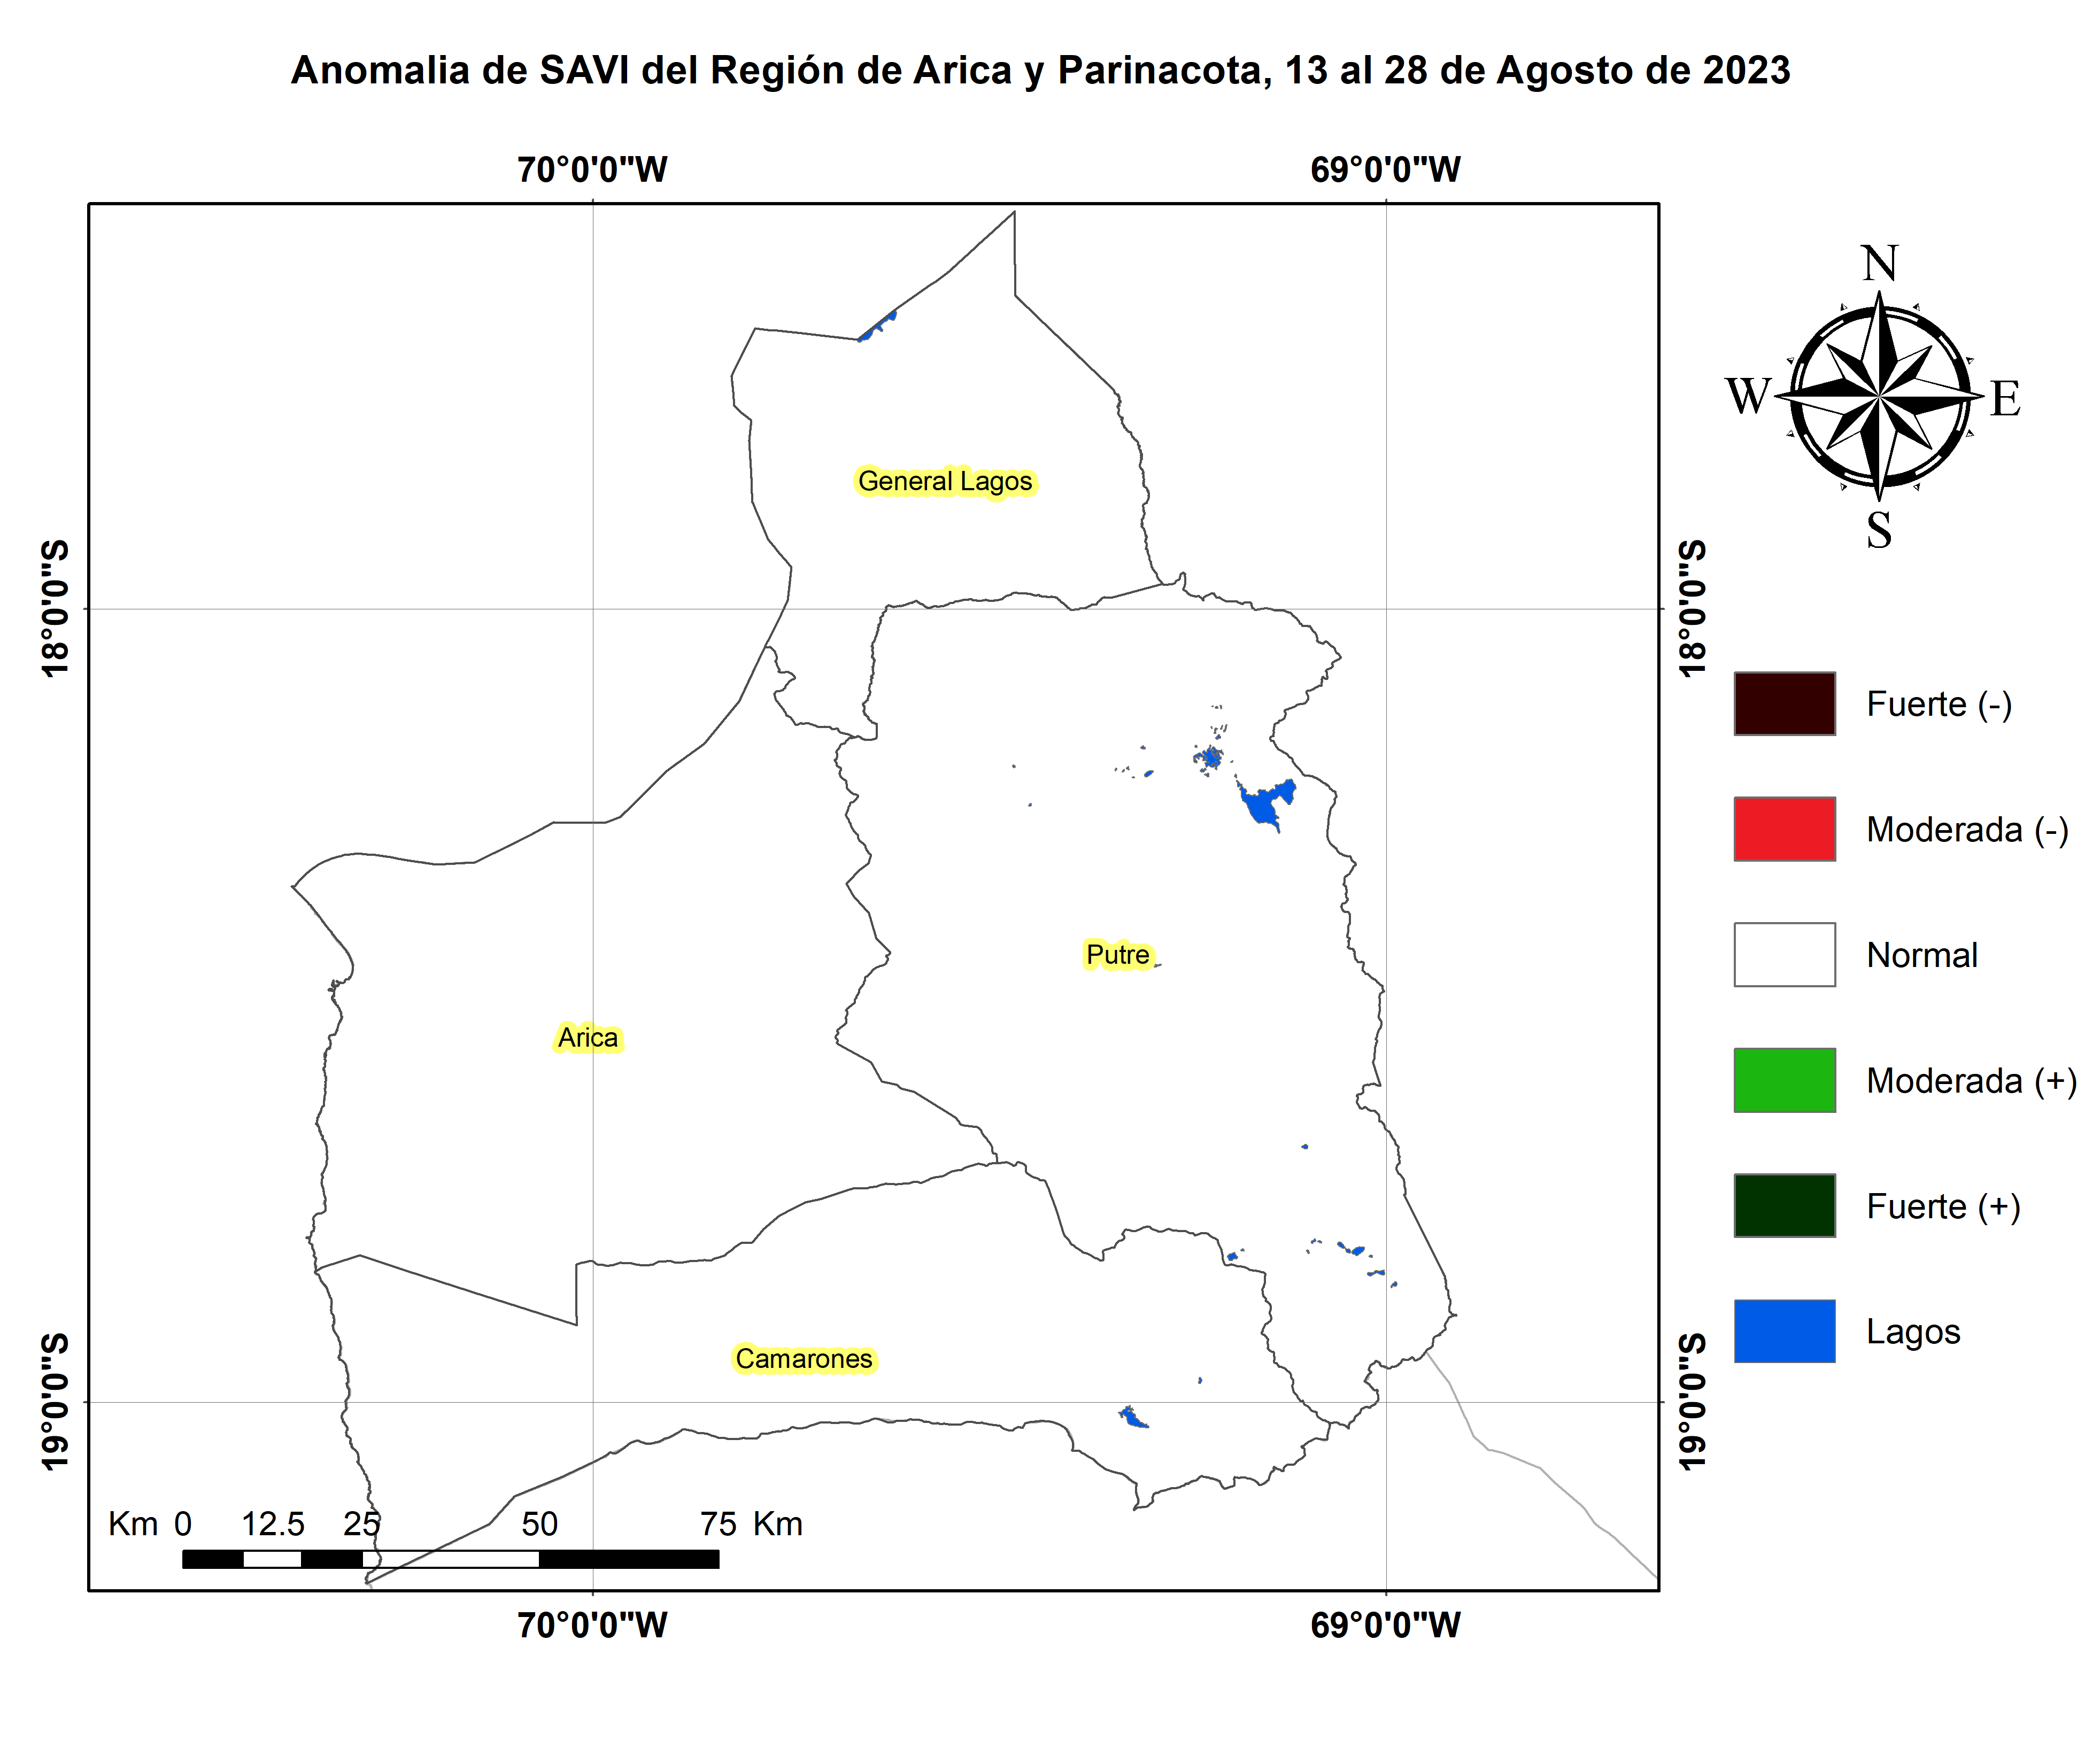 Anomalia de SAVI del Región de Arica y Parinacota, 13 al 28 de Agosto de 2023
70°0'0"W
69°0'0"W
N
W
E
S
General Lagos
18°0'0"S
18°0'0"S
Fuerte (-)
Moderada (-)
Normal
Putre
Arica
Moderada (+)
Fuerte (+)
Lagos
Camarones
19°0'0"S
19°0'0"S
Km 0 12.5 25 50 75 Km
70°0'0"W
69°0'0"W